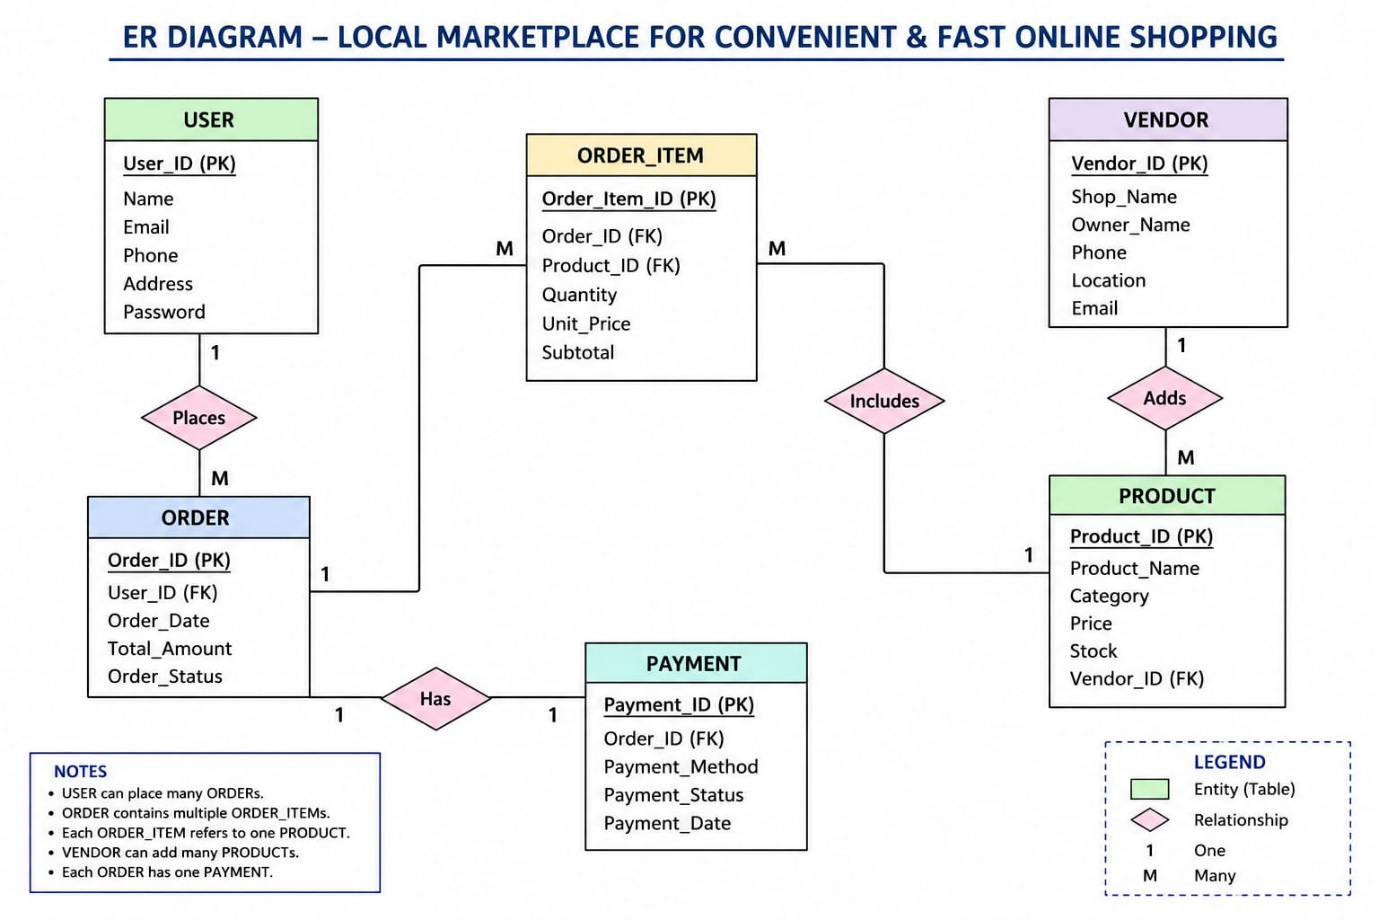 ER DIAGRAM – LOCAL MARKETPLACE FOR CONVENIENT & FAST ONLINE SHOPPING
USER
User_ID (PK)
Name
Email
Phone
Address
Password
1
Places
M
ORDER
Order_ID (PK)
User_ID (FK)
Order_Date
Total_Amount
Order_Status
1
M
ORDER_ITEM
Order_Item_ID (PK)
Order_ID (FK)
Product_ID (FK)
Quantity
Unit_Price
Subtotal
M
Includes
1
VENDOR
Vendor_ID (PK)
Shop_Name
Owner_Name
Phone
Location
Email
1
Adds
M
PRODUCT
Product_ID (PK)
Product_Name
Category
Price
Stock
Vendor_ID (FK)
1
Has
1
PAYMENT
Payment_ID (PK)
Order_ID (FK)
Payment_Method
Payment_Status
Payment_Date
NOTES
• USER can place many ORDERs.
• ORDER contains multiple ORDER_ITEMs.
• Each ORDER_ITEM refers to one PRODUCT.
• VENDOR can add many PRODUCTs.
• Each ORDER has one PAYMENT.
LEGEND
Entity (Table)
Relationship
1 One
M Many